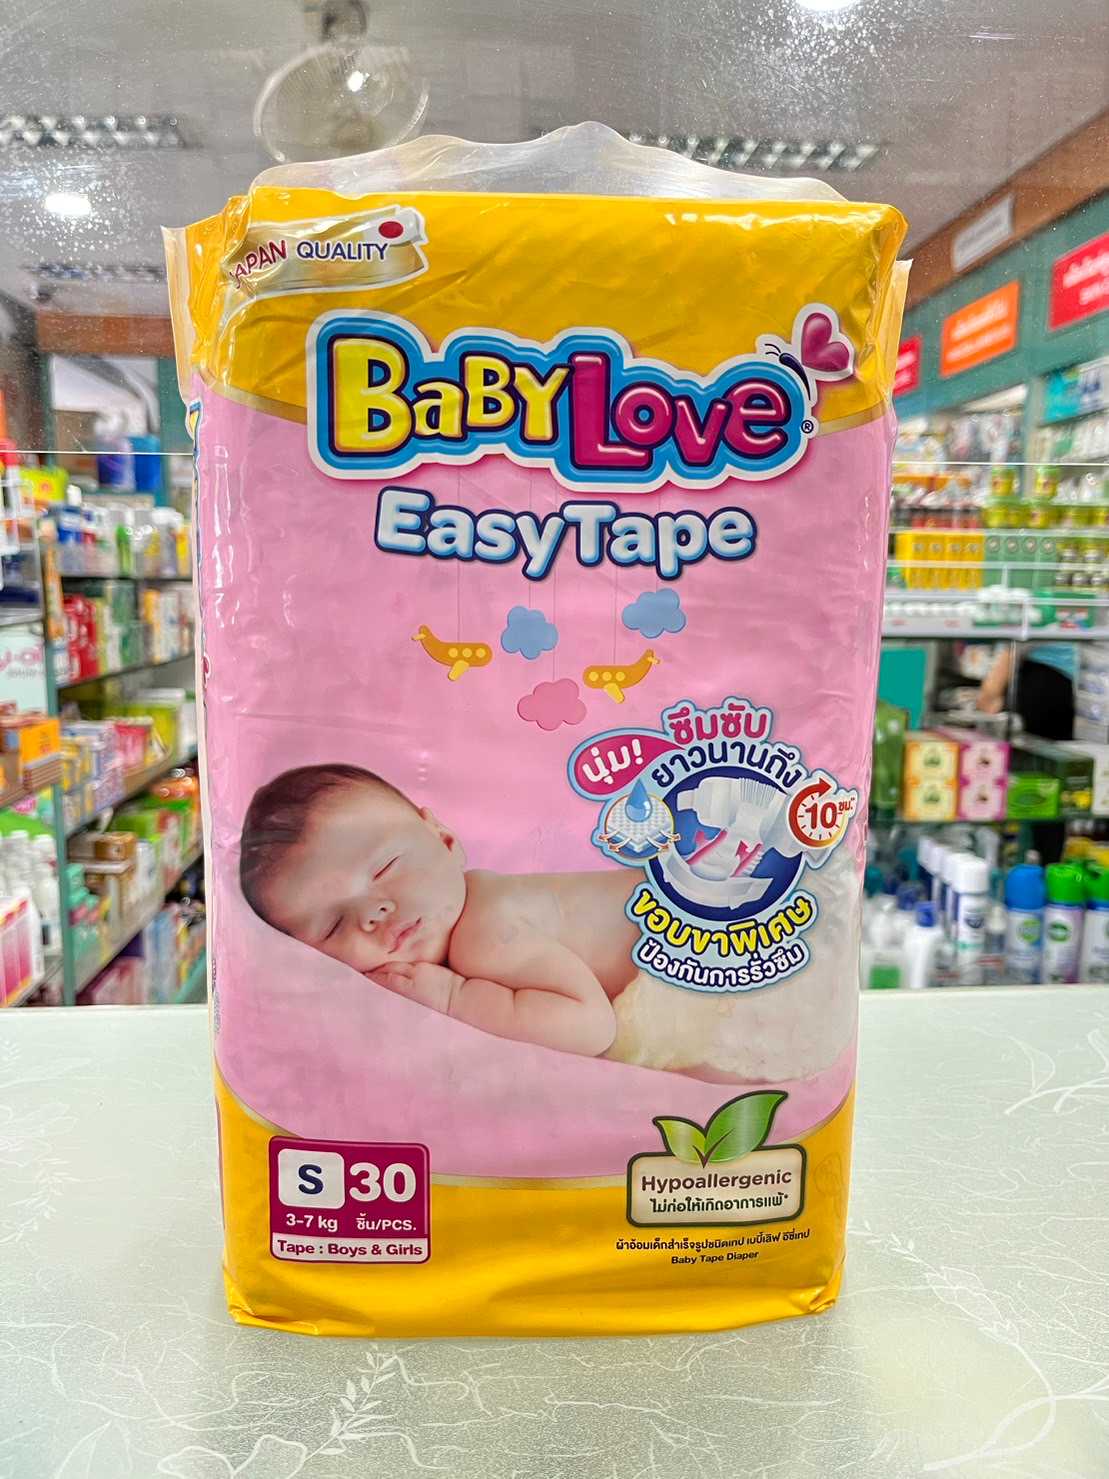 JAPAN QUALITY
BaBYLove®
EasyTape
นุ่ม!
ซึมซับ
ยาวนานถึง
10 ชม.**
ขอบขาพิเศษ
ป้องกันการรั่วซึม
S 30
3-7 kg ชิ้น/PCS.
Tape : Boys & Girls
Hypoallergenic
ไม่ก่อให้เกิดอาการแพ้*
ผ้าอ้อมเด็กสำเร็จรูปชนิดเทป เบบี้เลิฟ อีซี่เทป
Baby Tape Diaper